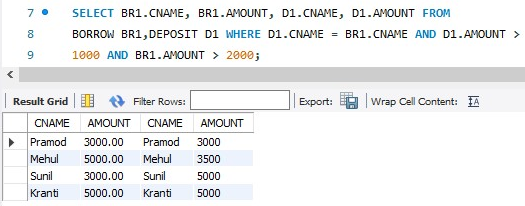 7 SELECT BR1.CNAME, BR1.AMOUNT, D1.CNAME, D1.AMOUNT FROM
8 BORROW BR1,DEPOSIT D1 WHERE D1.CNAME = BR1.CNAME AND D1.AMOUNT >
9 1000 AND BR1.AMOUNT > 2000;
Result Grid Filter Rows: Export: Wrap Cell Content: IA
CNAME AMOUNT CNAME AMOUNT
Pramod 3000.00 Pramod 3000
Mehul 5000.00 Mehul 3500
Sunil 3000.00 Sunil 5000
Kranti 5000.00 Kranti 5000